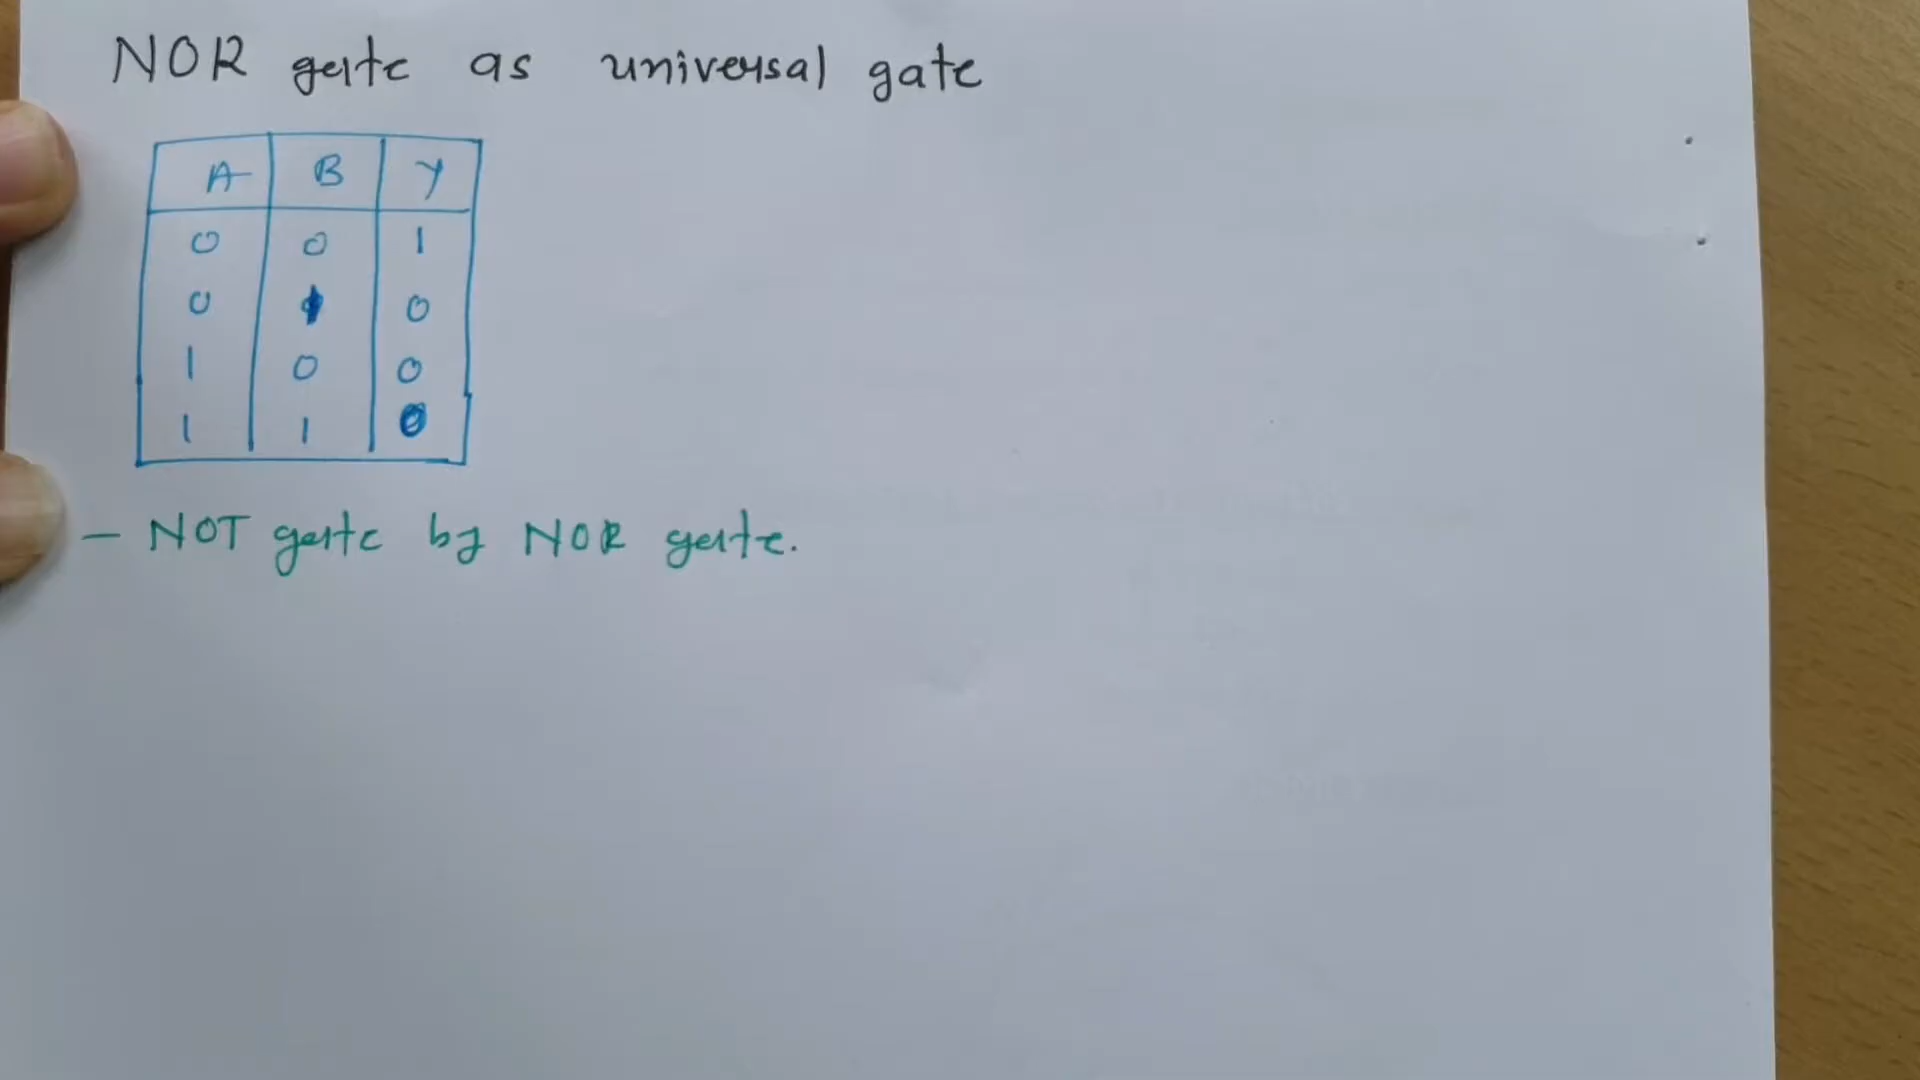 NOR gate as universal gate
A B Y
0 0 1
0 1 0
1 0 0
1 1 0
- NOT gate by NOR gate.